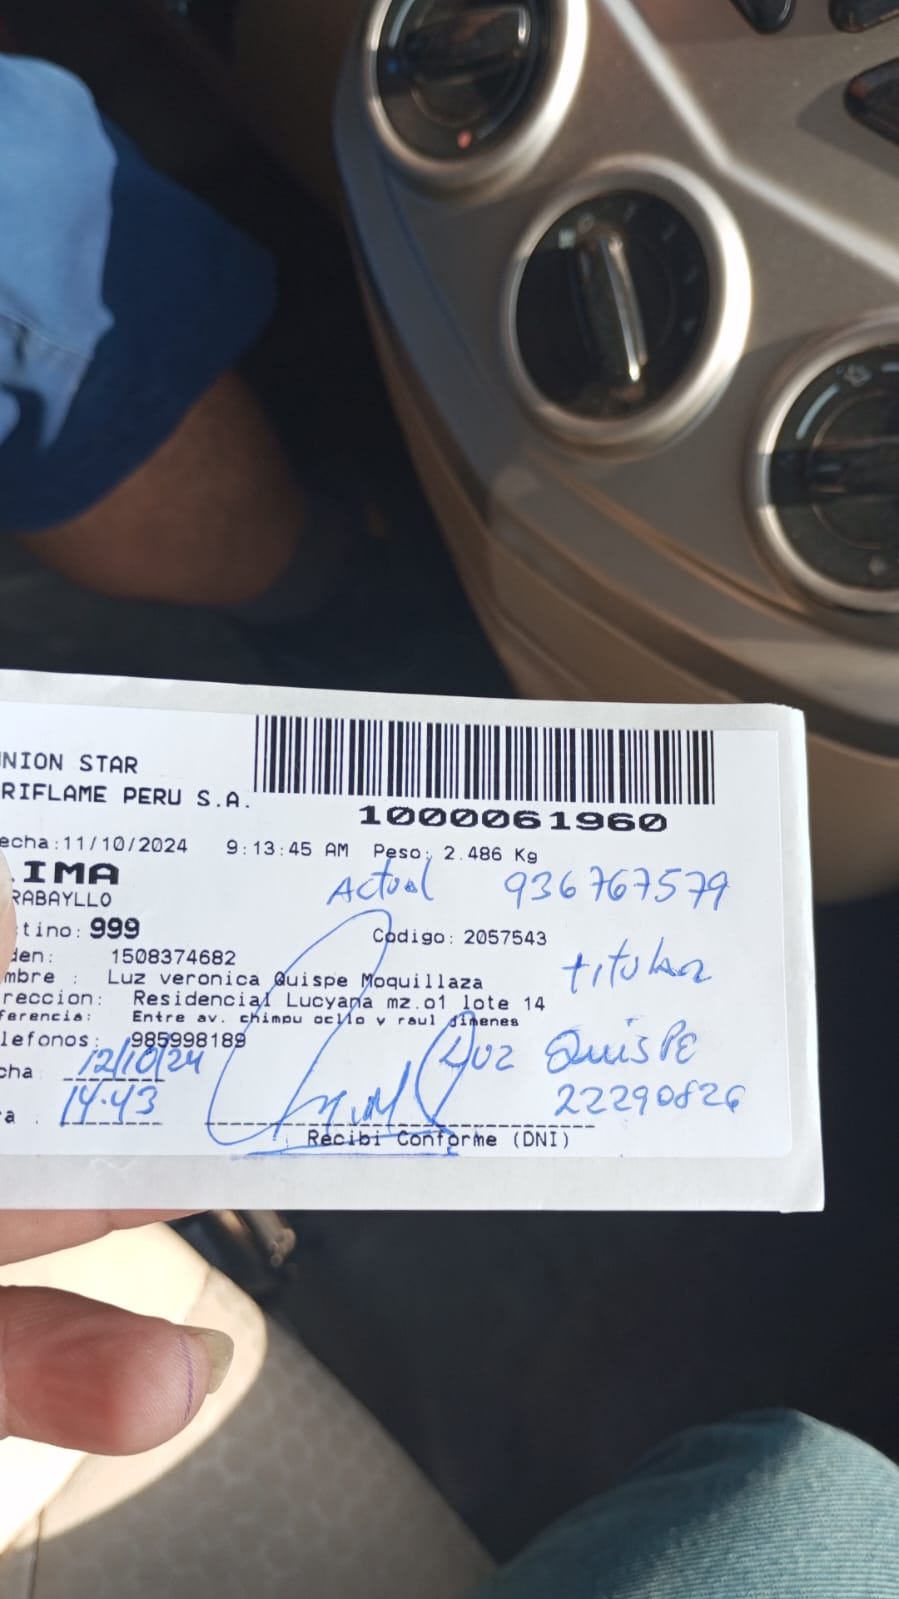 NION STAR
RIFLAME PERU S.A.
1000061960
echa:11/10/2024 9:13:45 AM Peso: 2.486 Kg
IMA
RABAYLLO
Actual 936767579
tino: 999
Codigo: 2057543
den: 1508374682
mbre : Luz veronica Quispe Moquillaza
titular
reccion: Residencial Lucyana mz.o1 lote 14
ferencia: Entre av. chimpu ocllo y raul jimenes
lefonos: 985998189
Luz Quispe
cha 12/10/24
22290826
a : 14.43
Recibi Conforme (DNI)